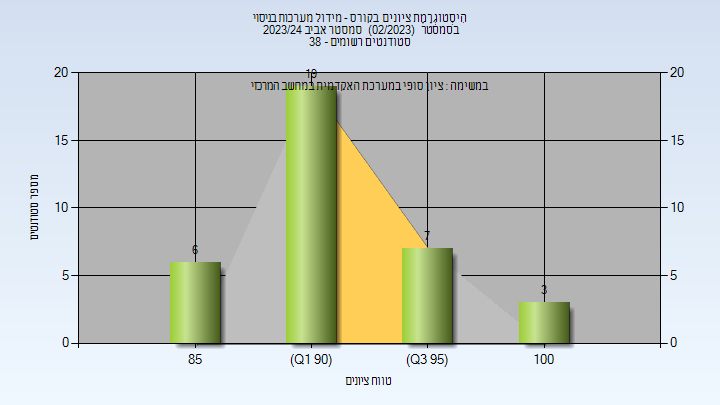 היסטוגרמת ציונים בקורס - מידול מערכות בניסוי
בסמסטר (02/2023) סמסטר אביב 2023/24
סטודנטים רשומים - 38
במשימה : ציון סופי במערכת האקדמית במחשב המרכזי
מספר סטודנטים
20
15
10
5
0
20
15
10
5
0
6
19
7
3
85
(Q1 90)
(Q3 95)
100
טווח ציונים